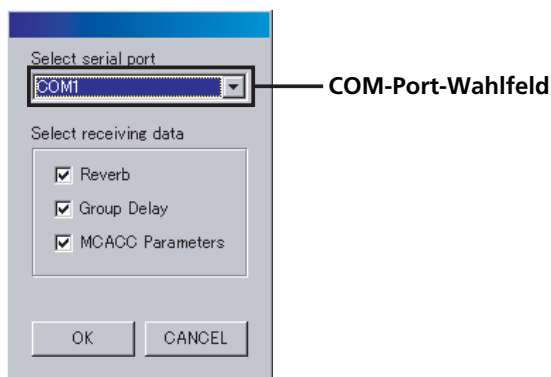 Select serial port
COM1
COM-Port-Wahlfeld
Select receiving data
Reverb
Group Delay
MCACC Parameters
OK
CANCEL